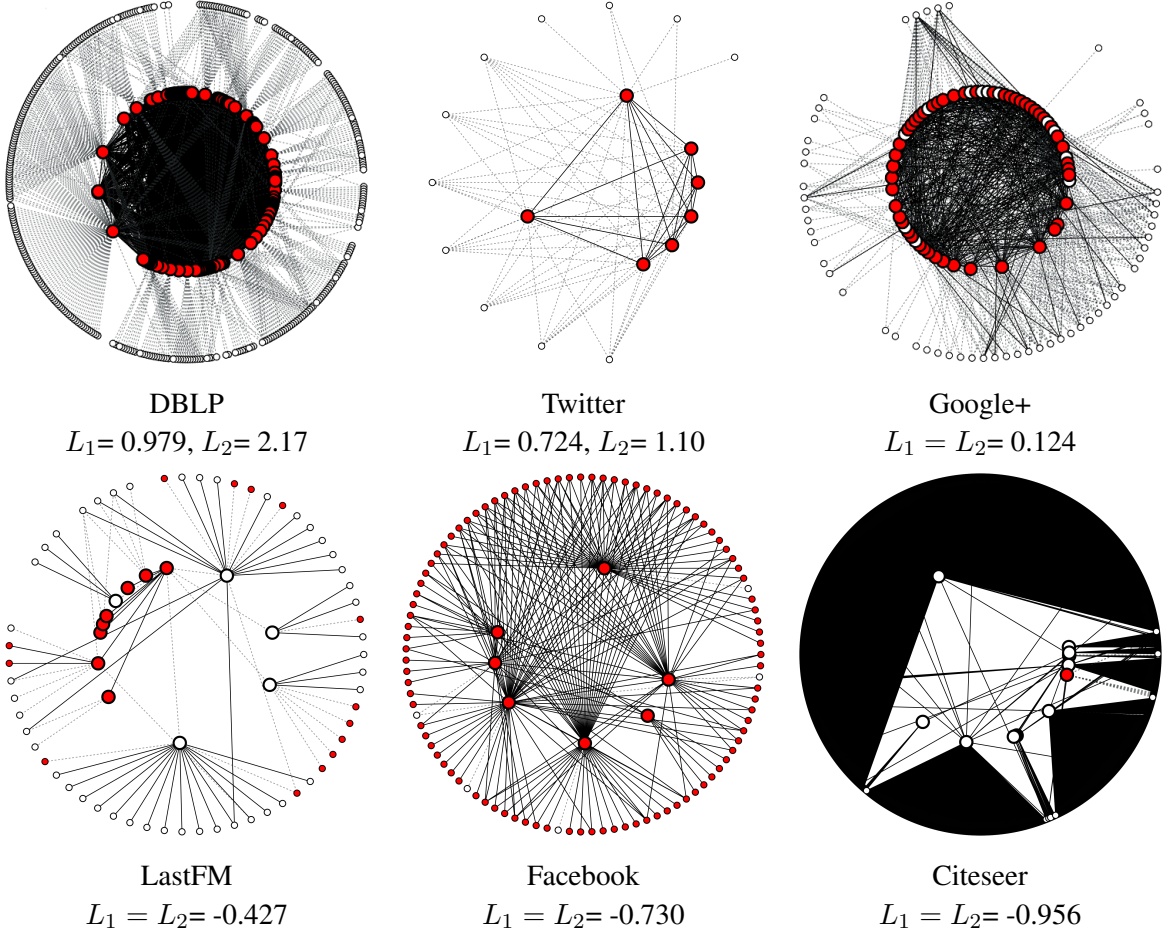 DBLP
L₁= 0.979, L₂= 2.17
Twitter
L₁= 0.724, L₂= 1.10
Google+
L₁ = L₂= 0.124
LastFM
L₁ = L₂= -0.427
Facebook
L₁ = L₂= -0.730
Citeseer
L₁ = L₂= -0.956